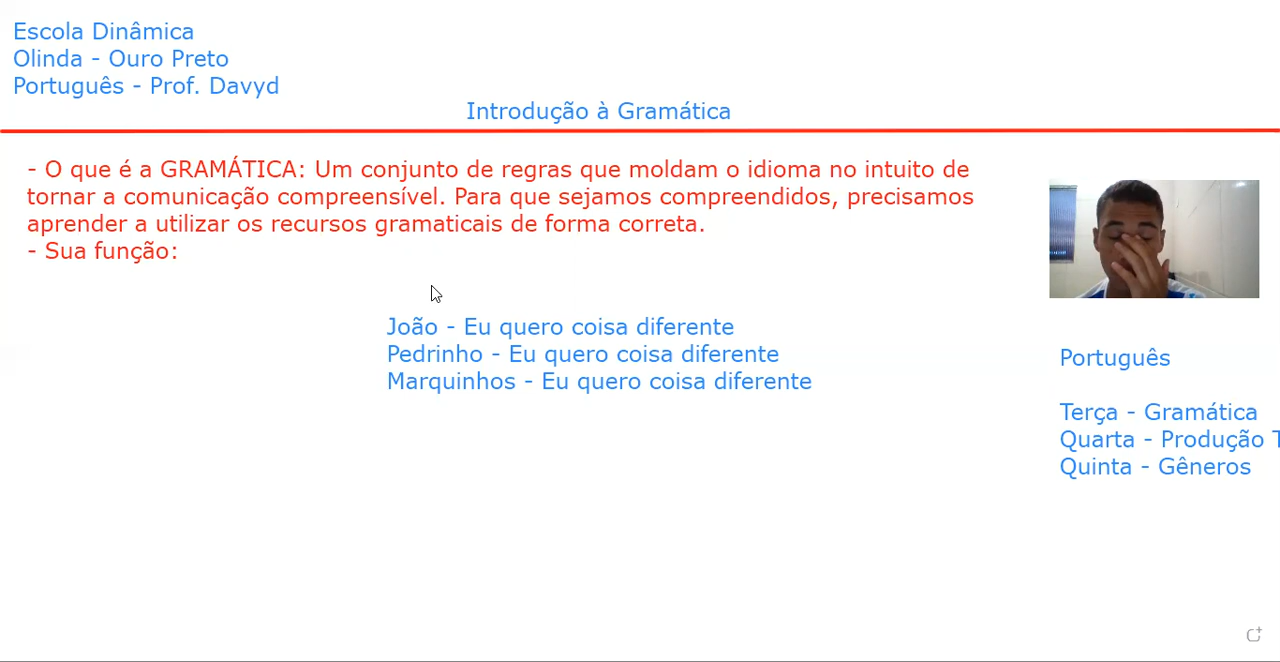 Escola Dinâmica
Olinda - Ouro Preto
Português - Prof. Davyd
Introdução à Gramática
- O que é a GRAMÁTICA: Um conjunto de regras que moldam o idioma no intuito de
tornar a comunicação compreensível. Para que sejamos compreendidos, precisamos
aprender a utilizar os recursos gramaticais de forma correta.
- Sua função:
João - Eu quero coisa diferente
Pedrinho - Eu quero coisa diferente
Marquinhos - Eu quero coisa diferente
Português
Terça - Gramática
Quarta - Produção
Quinta - Gêneros